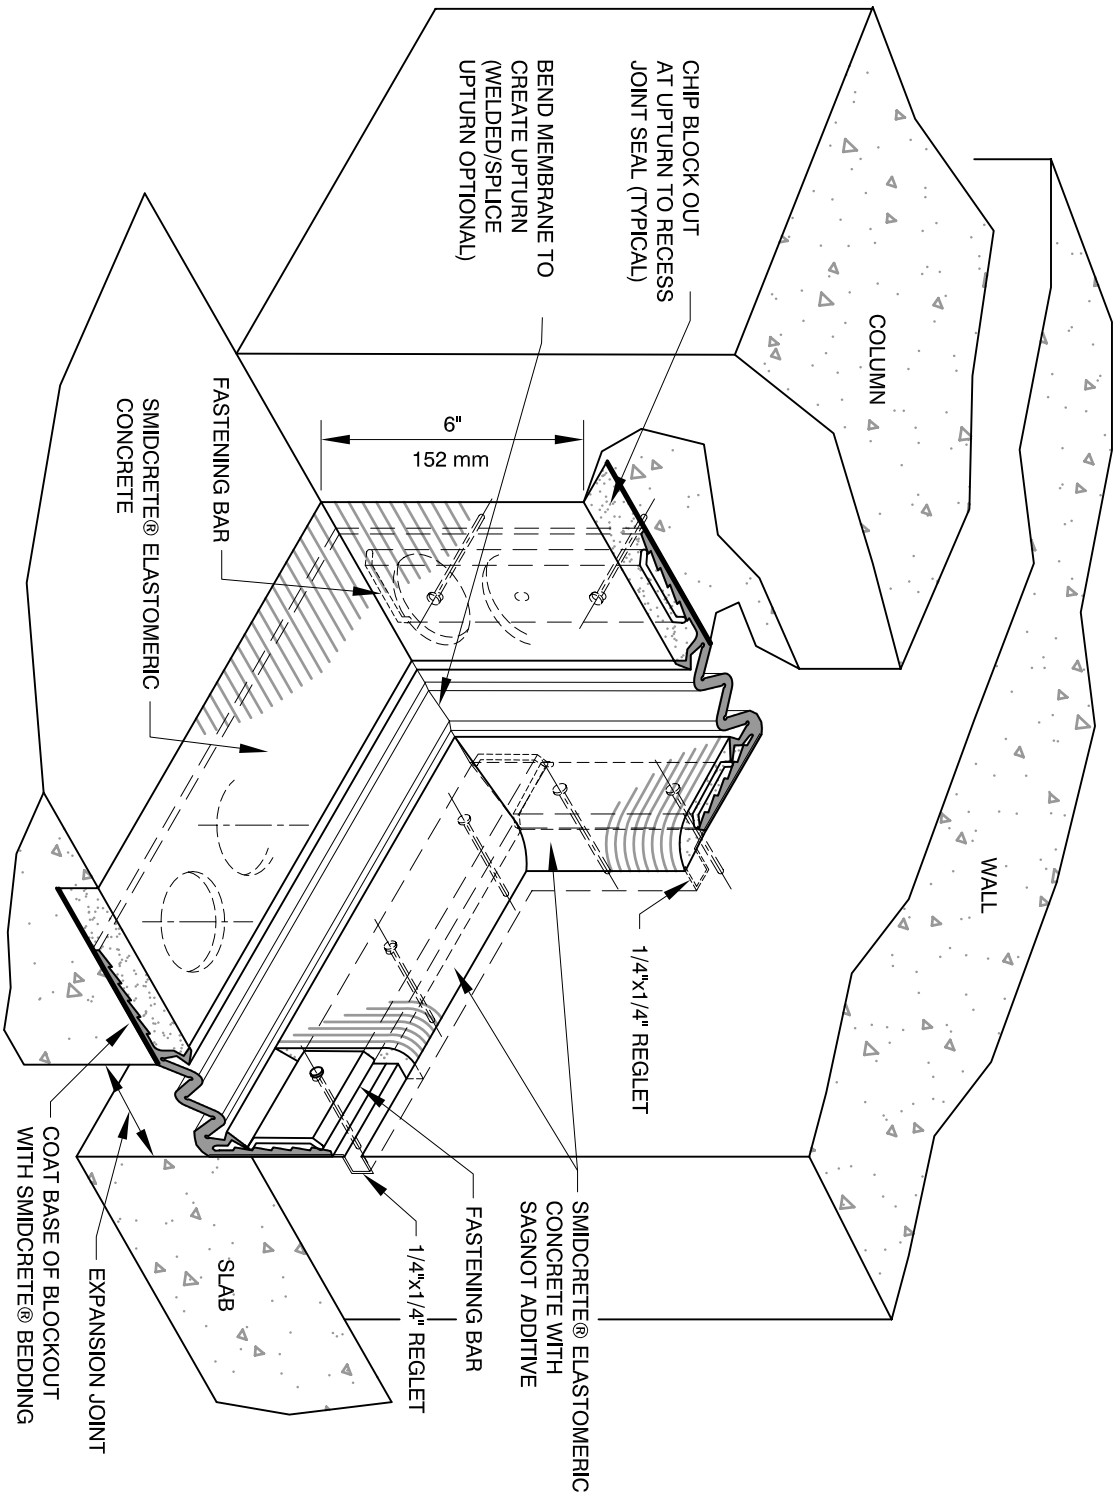 CHIP BLOCK OUT
AT UPTURN TO RECESS
JOINT SEAL (TYPICAL)
BEND MEMBRANE TO
CREATE UPTURN
(WELDED/SPLICE
UPTURN OPTIONAL)
COLUMN
WALL
6"
152 mm
FASTENING BAR
SMIDCRETE® ELASTOMERIC
CONCRETE
1/4"x1/4" REGLET
SMIDCRETE® ELASTOMERIC
CONCRETE WITH
SAGNOT ADDITIVE
FASTENING BAR
1/4"x1/4" REGLET
SLAB
EXPANSION JOINT
COAT BASE OF BLOCKOUT
WITH SMIDCRETE® BEDDING